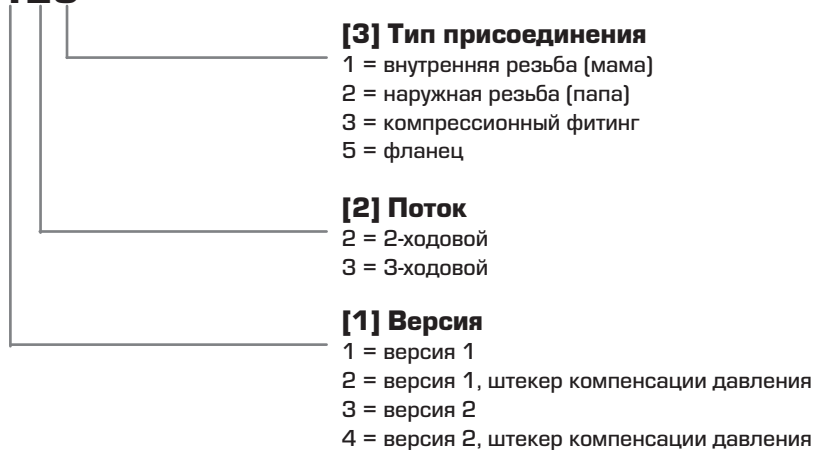 [3] Тип присоединения
1 = внутренняя резьба (мама)
2 = наружная резьба (папа)
3 = компрессионный фитинг
5 = фланец
[2] Поток
2 = 2-ходовой
3 = 3-ходовой
[1] Версия
1 = версия 1
2 = версия 1, штекер компенсации давления
3 = версия 2
4 = версия 2, штекер компенсации давления